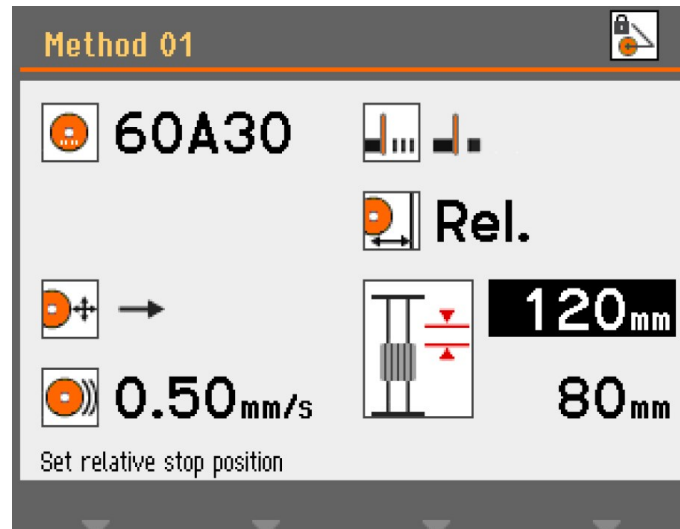 Method 01
60A30
Rel.
120mm
0.50mm/s
80mm
Set relative stop position